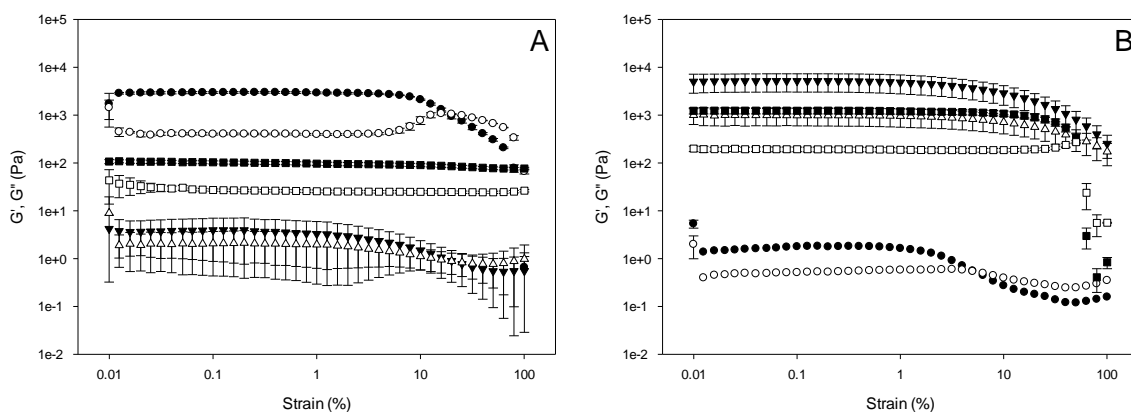 A
G', G'' (Pa)
1e+5
1e+4
1e+3
1e+2
1e+1
1e+0
1e-1
1e-2
0.01 0.1 1 10 100
Strain (%)
B
G', G'' (Pa)
1e+5
1e+4
1e+3
1e+2
1e+1
1e+0
1e-1
1e-2
0.01 0.1 1 10 100
Strain (%)